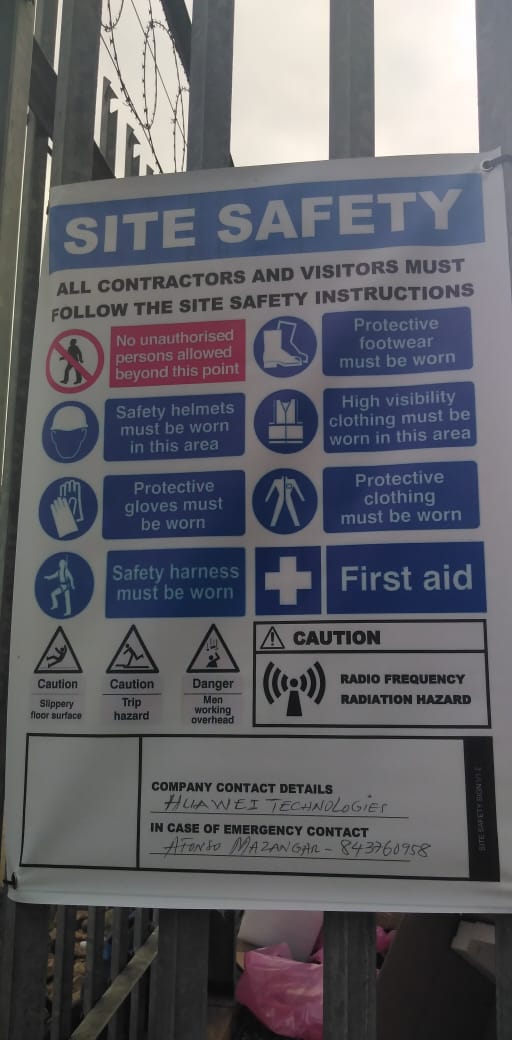 SITE SAFETY
ALL CONTRACTORS AND VISITORS MUST
FOLLOW THE SITE SAFETY INSTRUCTIONS
No unauthorised
persons allowed
beyond this point
Protective
footwear
must be worn
Safety helmets
must be worn
in this area
High visibility
clothing must be
worn in this area
Protective
gloves must
be worn
Protective
clothing
must be worn
Safety harness
must be worn
First aid
Caution
Slippery
floor surface
Caution
Trip
hazard
Danger
Men
working
overhead
CAUTION
RADIO FREQUENCY
RADIATION HAZARD
COMPANY CONTACT DETAILS
HUAWEI TECHNOLOGIES
IN CASE OF EMERGENCY CONTACT
AFONSO MAZANGAR - 843760958
SITE SAFETY SIGN V1.2